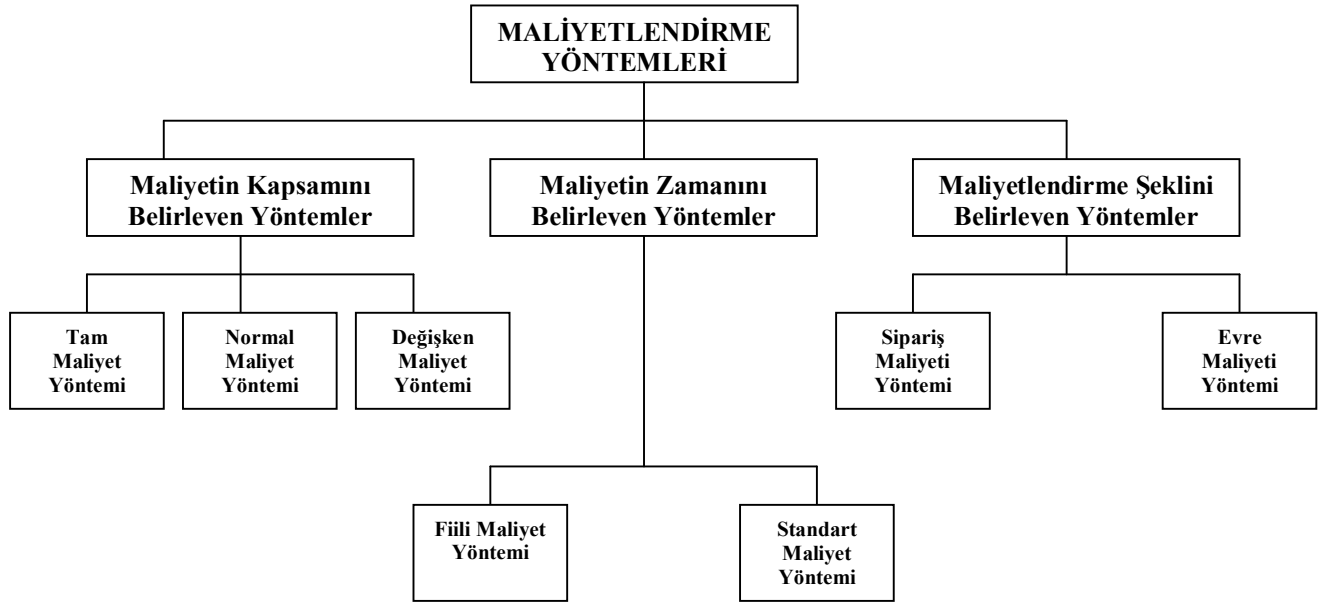 MALİYETLENDİRME
YÖNTEMLERİ
Maliyetin Kapsamını
Belirleven Yöntemler
Maliyetin Zamanını
Belirleven Yöntemler
Maliyetlendirme Şeklini
Belirleven Yöntemler
Tam
Maliyet
Yöntemi
Normal
Maliyet
Yöntemi
Değişken
Maliyet
Yöntemi
Sipariş
Maliyeti
Yöntemi
Evre
Maliyeti
Yöntemi
Fiili Maliyet
Yöntemi
Standart
Maliyet
Yöntemi